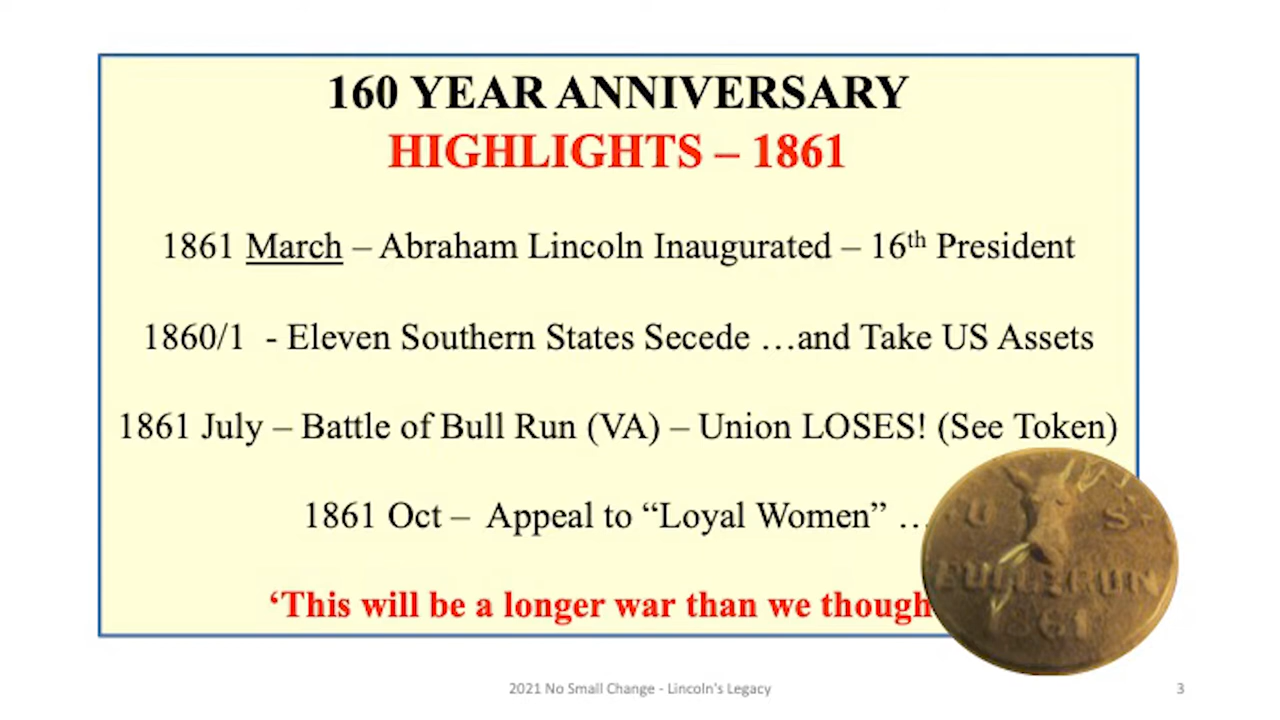 160 YEAR ANNIVERSARY
HIGHLIGHTS – 1861
1861 March – Abraham Lincoln Inaugurated – 16th President
1860/1 - Eleven Southern States Secede …and Take US Assets
1861 July – Battle of Bull Run (VA) – Union LOSES! (See Token)
1861 Oct – Appeal to “Loyal Women” …
‘This will be a longer war than we though
U S
1861
2021 No Small Change - Lincoln's Legacy
3